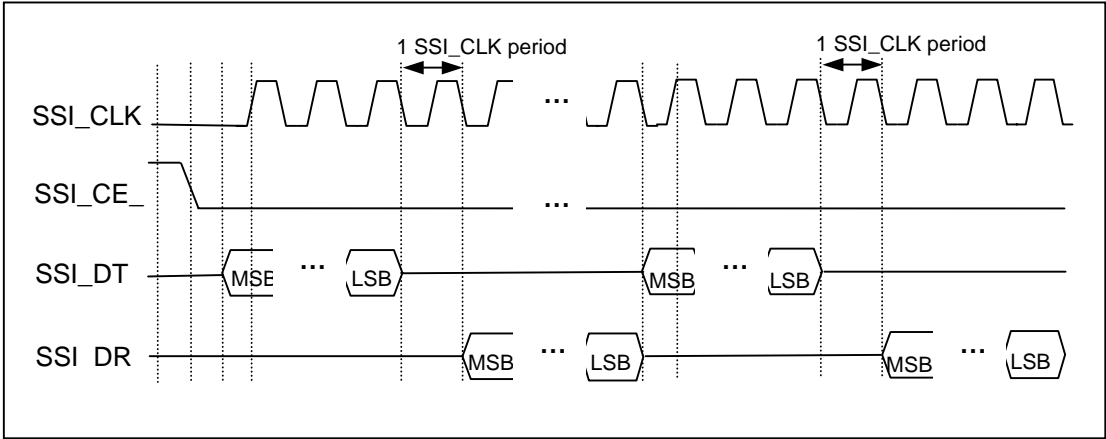 1 SSI_CLK period 1 SSI_CLK period
SSI_CLK ...
SSI_CE_ ...
SSI_DT MSB ... LSB MSB ... LSB
SSI DR MSB ... LSB MSB ... LSB